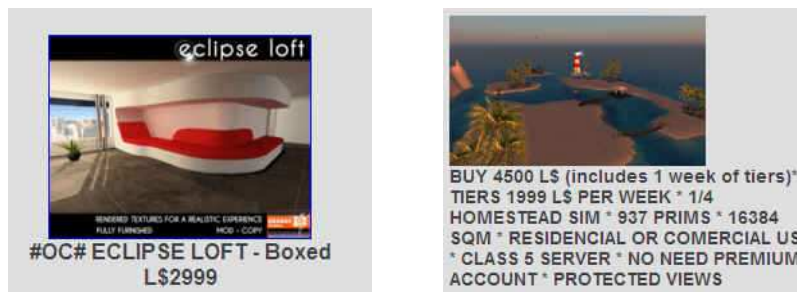 eclipse loft
RENDERED TEXTURES FOR A REALISTIC EXPERIENCE
FULLY FURNISHED MOD - COPY
#OC# ECLIPSE LOFT - Boxed
L$2999
BUY 4500 L$ (includes 1 week of tiers)*
TIERS 1999 L$ PER WEEK * 1/4
HOMESTEAD SIM * 937 PRIMS * 16384
SQM * RESIDENCIAL OR COMERCIAL US
* CLASS 5 SERVER * NO NEED PREMIUM
ACCOUNT * PROTECTED VIEWS